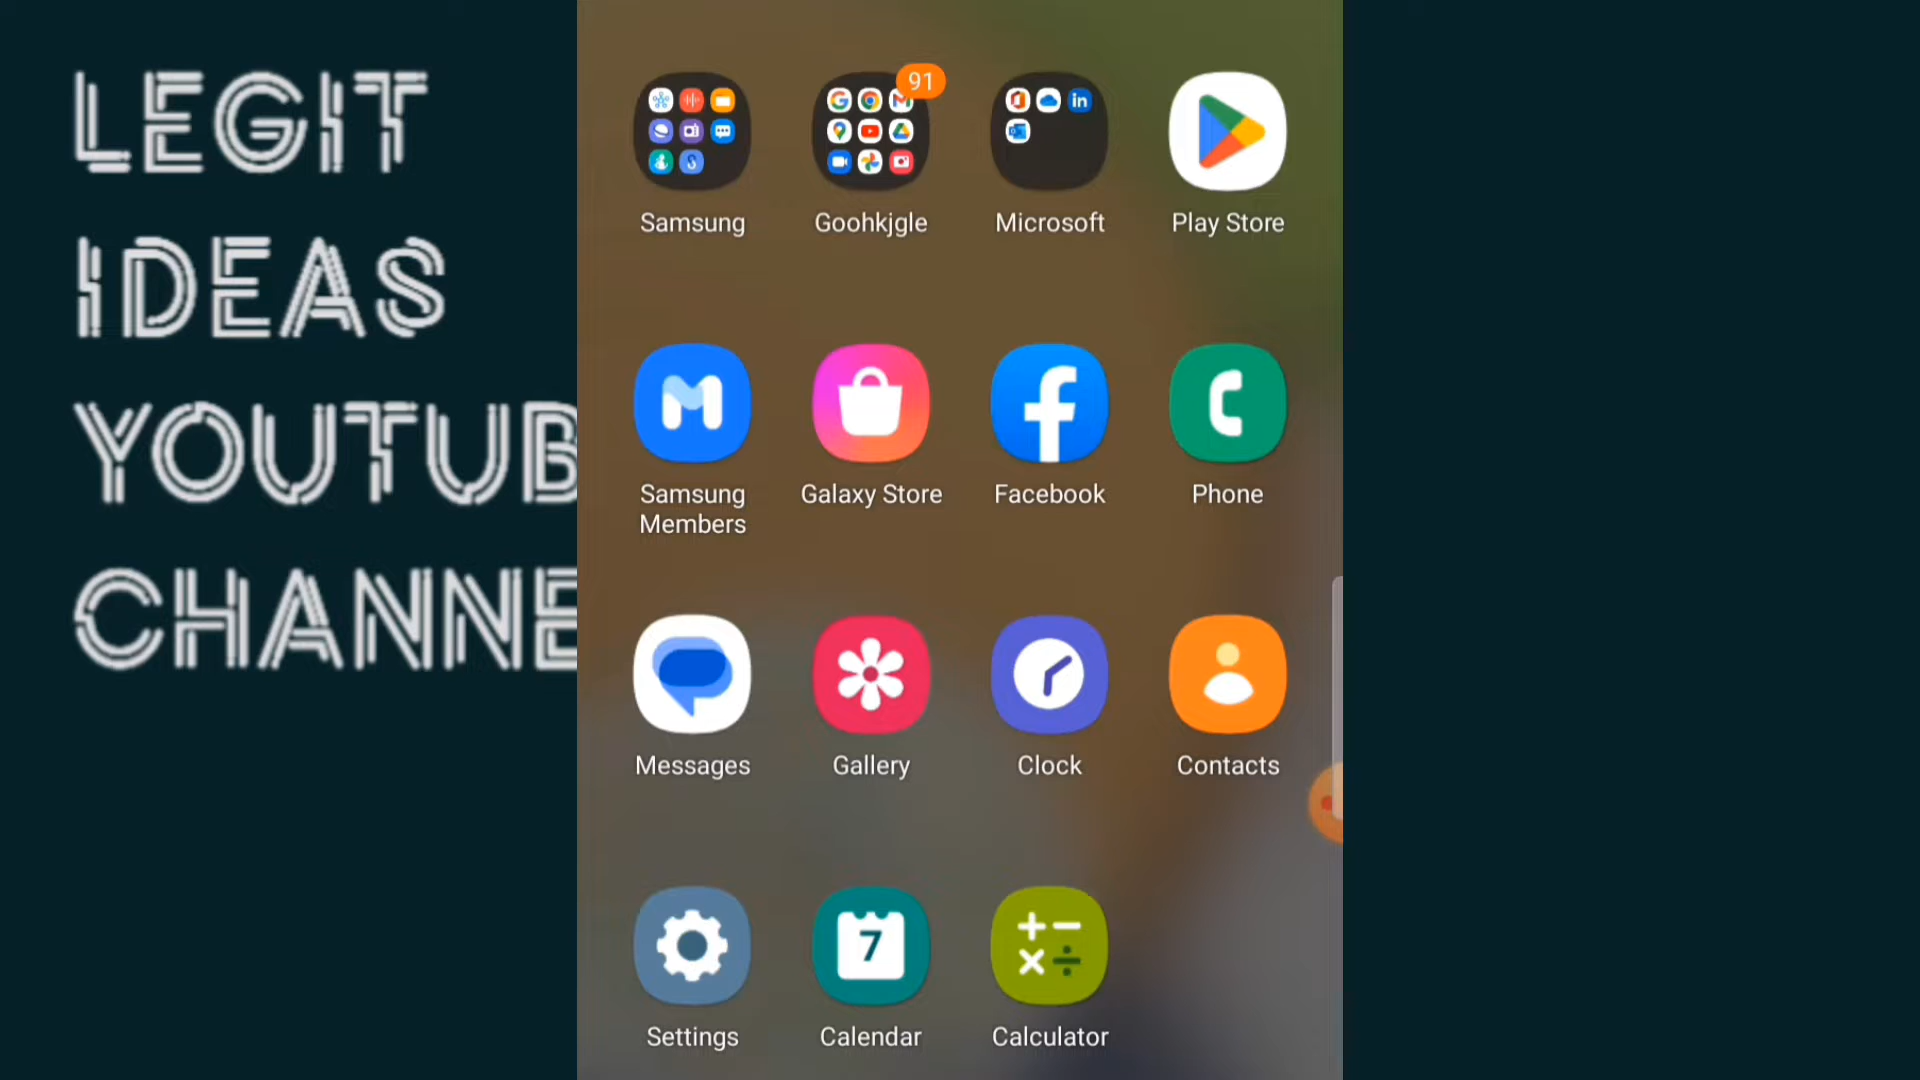 LEGIT
IDEAS
YOUTUB
CHANNE
91
in
Samsung
Goohkjgle
Microsoft
Play Store
Samsung
Members
Galaxy Store
Facebook
Phone
Messages
Gallery
Clock
Contacts
7
Settings
Calendar
Calculator